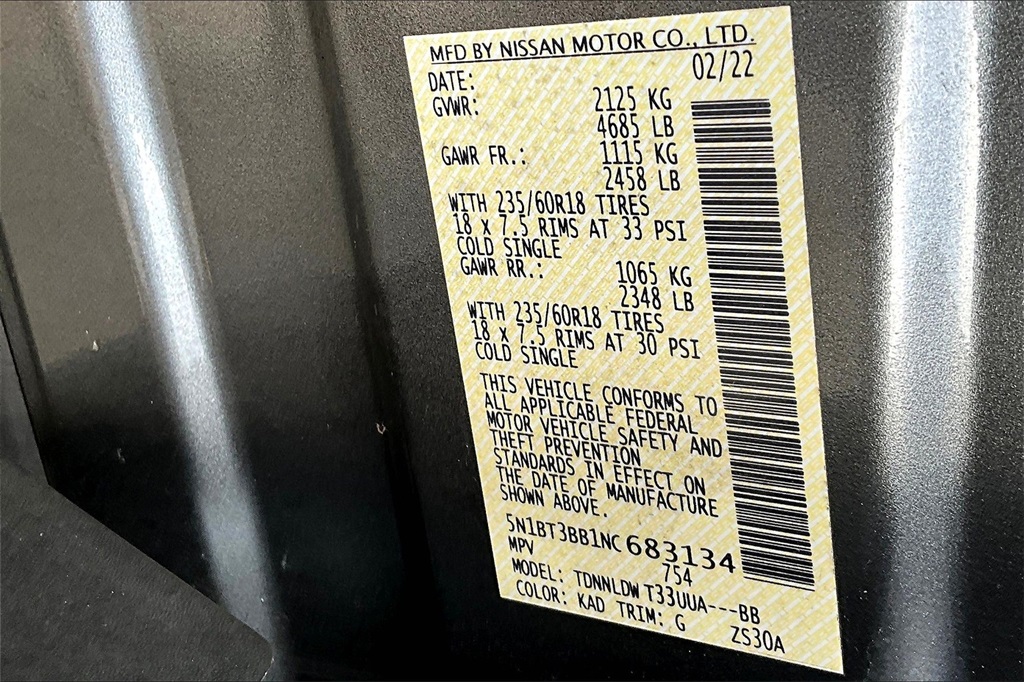 MFD BY NISSAN MOTOR CO., LTD.
DATE: 02/22
GVWR: 2125 KG
4685 LB
GAWR FR.: 1115 KG
2458 LB
WITH 235/60R18 TIRES
18 X 7.5 RIMS AT 33 PSI
COLD SINGLE
GAWR RR.: 1065 KG
2348 LB
WITH 235/60R18 TIRES
18 X 7.5 RIMS AT 30 PSI
COLD SINGLE
THIS VEHICLE CONFORMS TO
ALL APPLICABLE FEDERAL
MOTOR VEHICLE SAFETY AND
THEFT PREVENTION
STANDARDS IN EFFECT ON
THE DATE OF MANUFACTURE
SHOWN ABOVE.
5N1BT3BB1NC683134
MPV 754
MODEL: TDNNLDWT33UUA---BB
COLOR: KAD TRIM: G ZS30A